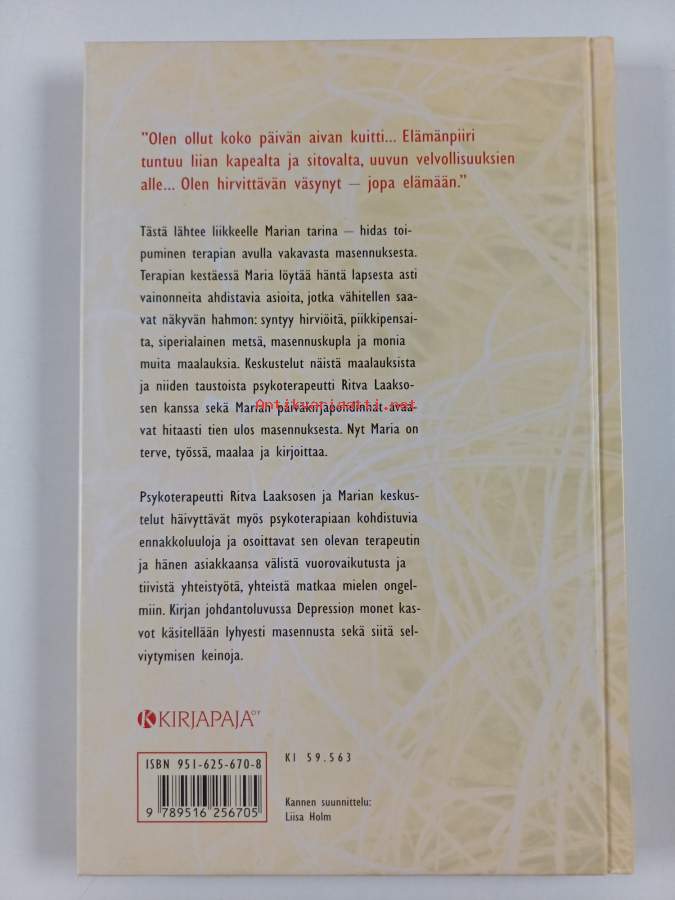 "Olen ollut koko päivän aivan kuitti... Elämänpiiri
tuntuu liian kapealta ja sitovalta, uuvun velvollisuuksien
alle... Olen hirvittävän väsynyt – jopa elämään."
Tästä lähtee liikkeelle Marian tarina – hidas toi-
puminen terapian avulla vakavasta masennuksesta.
Terapian kestäessä Maria löytää häntä lapsesta asti
vainonneita ahdistavia asioita, jotka vähitellen saa-
vat näkyvän hahmon: syntyy hirviöitä, piikkipensai-
ta, siperialainen metsä, masennuskupla ja monia
muita maalauksia. Keskustelut näistä maalauksista
ja niiden taustoista psykoterapeutti Ritva Laakso-
Antikvariaatti.net
sen kanssa sekä Marian päiväkirjapohdinnat avaa-
vat hitaasti tien ulos masennuksesta. Nyt Maria on
terve, työssä, maalaa ja kirjoittaa.
Psykoterapeutti Ritva Laaksosen ja Marian keskus-
telut häivyttävät myös psykoterapiaan kohdistuvia
ennakkoluuloja ja osoittavat sen olevan terapeutin
ja hänen asiakkaansa välistä vuorovaikutusta ja
tiivistä yhteistyötä, yhteistä matkaa mielen ongel-
miin. Kirjan johdantoluvussa Depression monet kas-
vot käsitellään lyhyesti masennusta sekä siitä sel-
viytymisen keinoja.
KIRJAPAJA OY
ISBN 951-625-670-8
KI 59.563
9 789516 256705
Kannen suunnittelu:
Liisa Holm